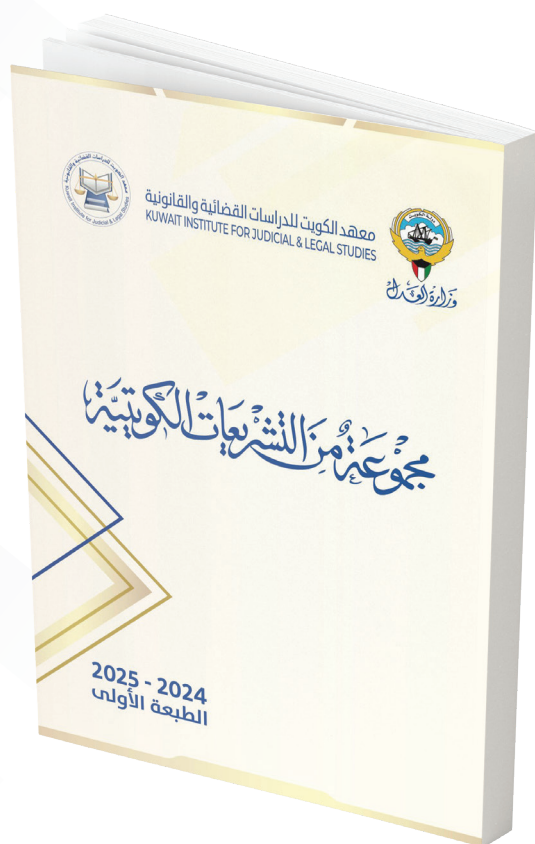 معهد الكويت للدراسات القضائية والقانونية
KUWAIT INSTITUTE FOR JUDICIAL & LEGAL STUDIES
وزارة العدل
مجموعة من التشريعات الكويتية
2025 - 2024
الطبعة الأولى